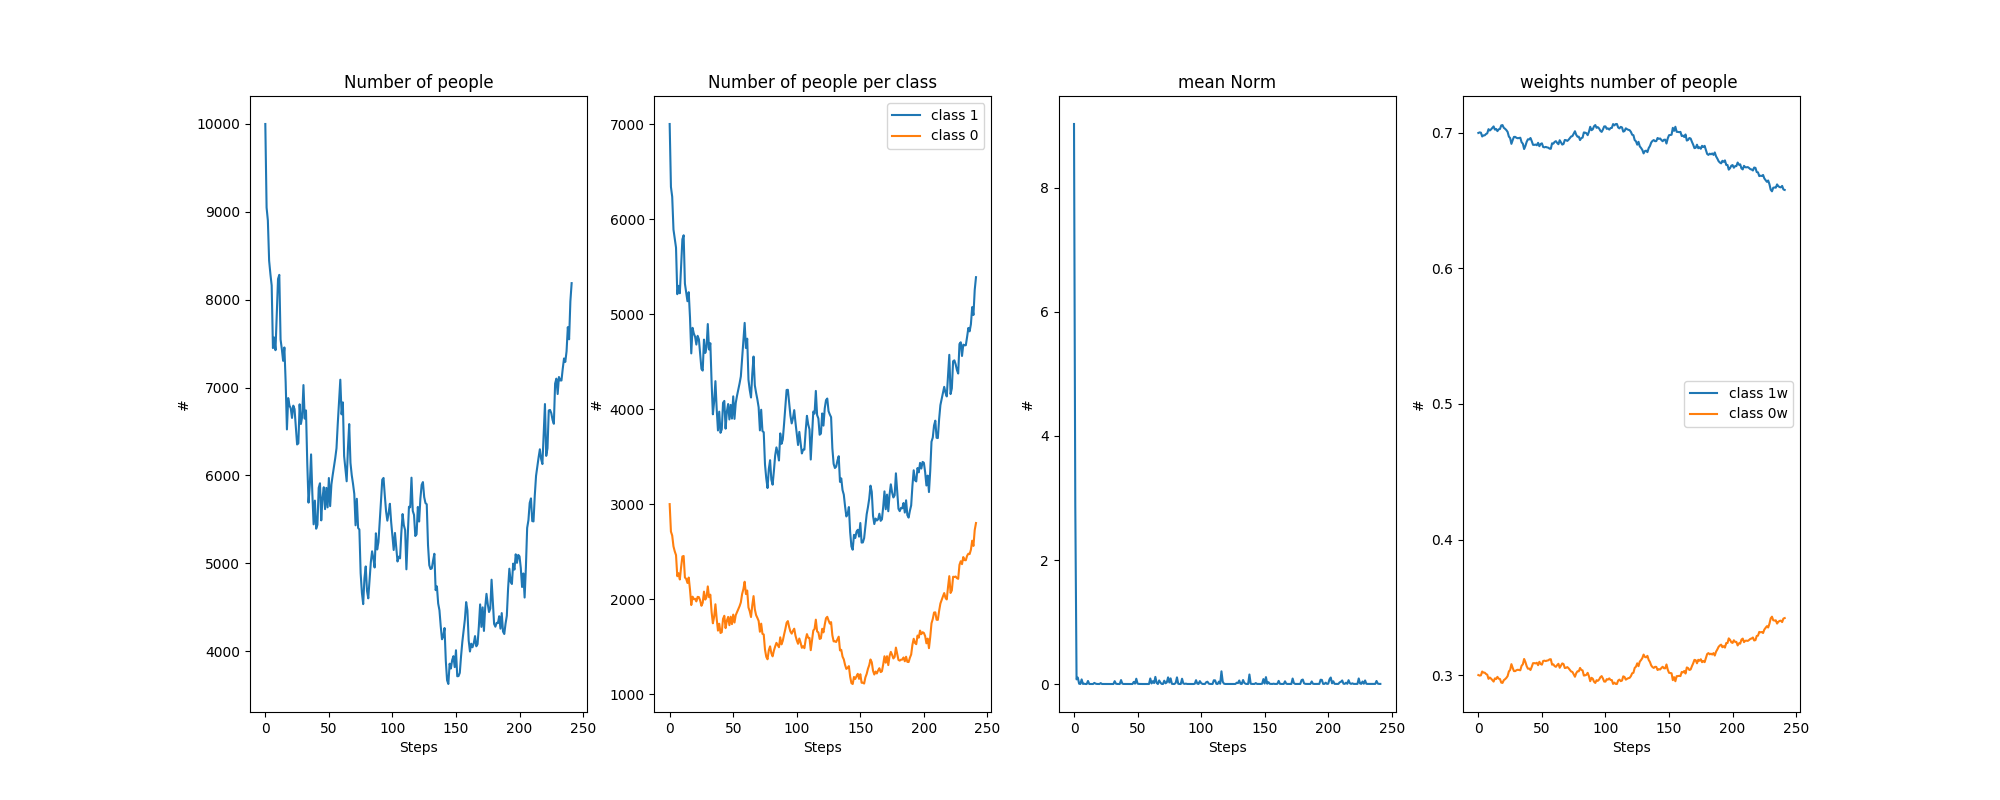 Number of people
10000
9000
8000
7000
6000
5000
4000
#
0 50 100 150 200 250
Steps
Number of people per class
class 1
class 0
7000
6000
5000
4000
3000
2000
1000
#
0 50 100 150 200 250
Steps
mean Norm
8
6
4
2
0
#
0 50 100 150 200 250
Steps
weights number of people
0.7
0.6
0.5
0.4
0.3
#
class 1w
class 0w
0 50 100 150 200 250
Steps